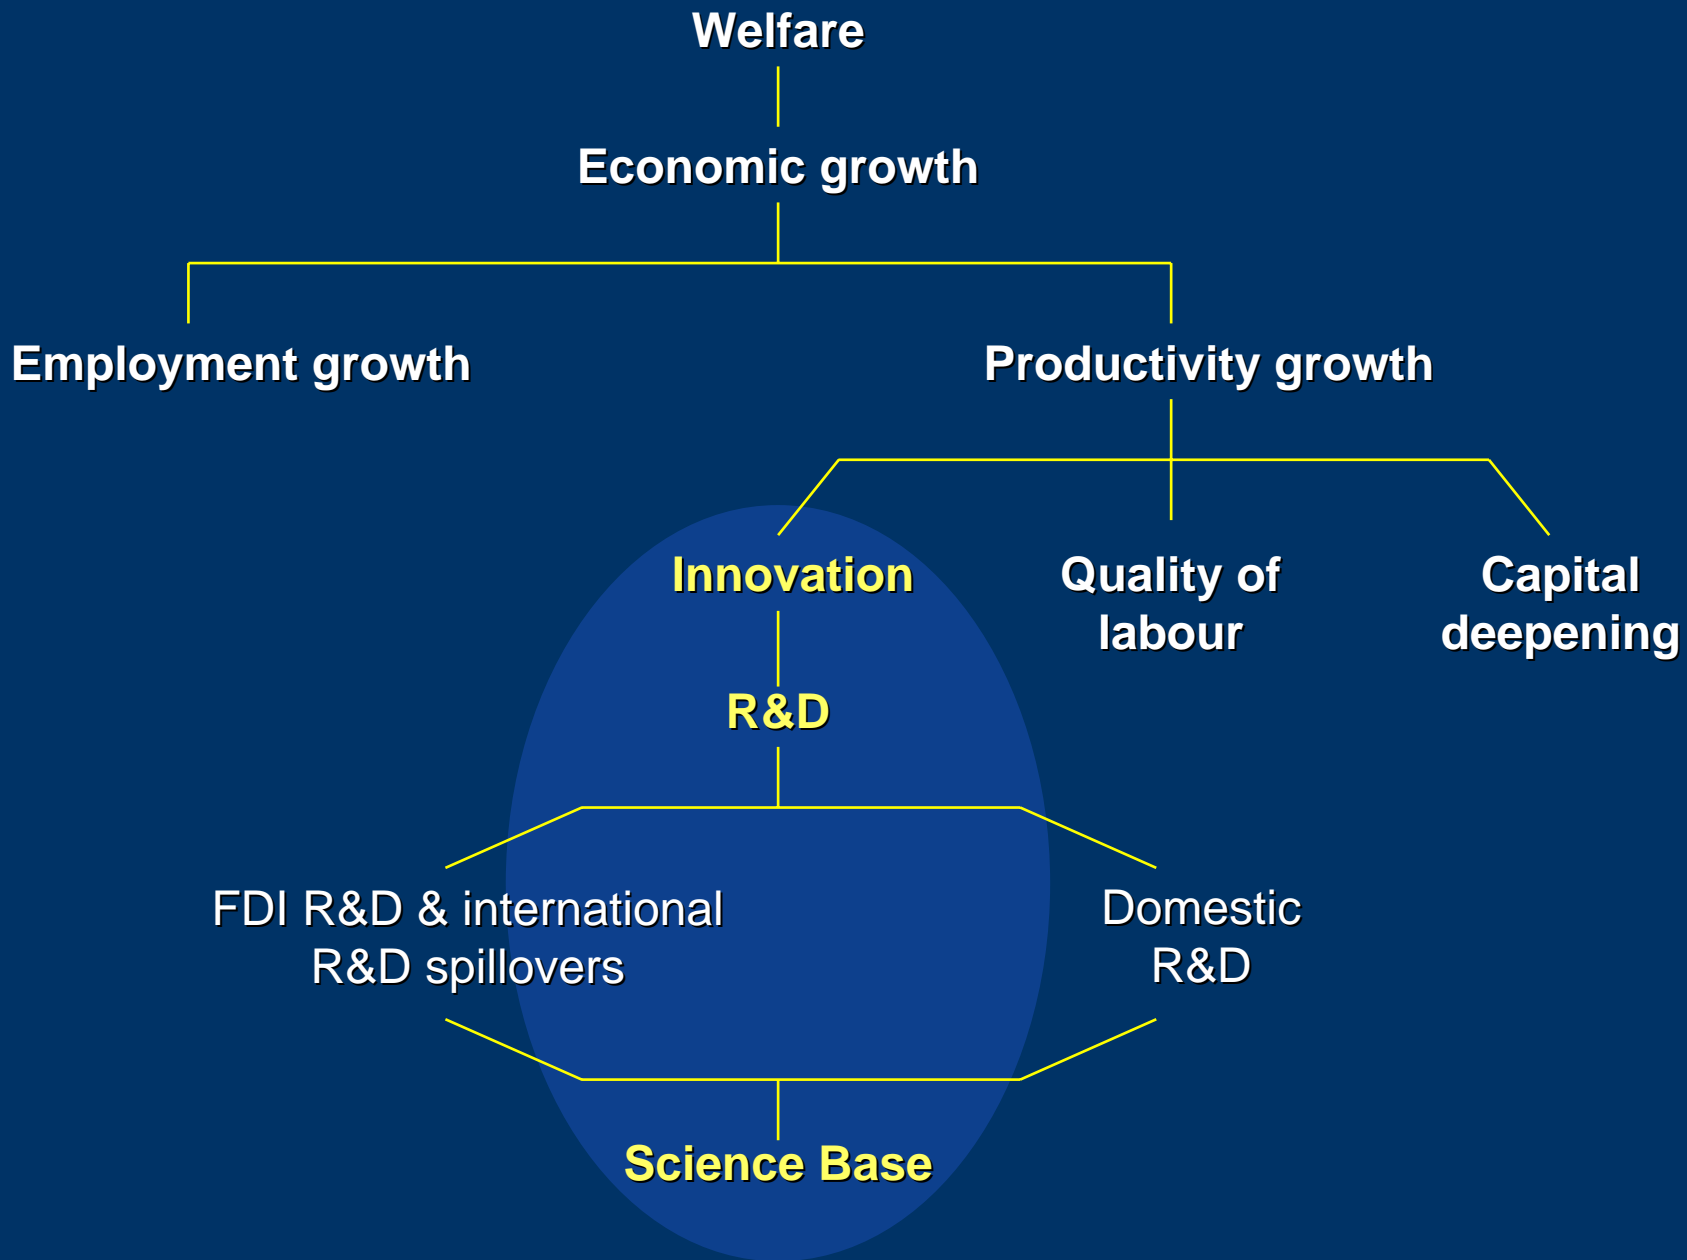 Welfare
Economic growth
Employment growth
Productivity growth
Innovation
Quality of
labour
Capital
deepening
R&D
FDI R&D & international
R&D spillovers
Domestic
R&D
Science Base